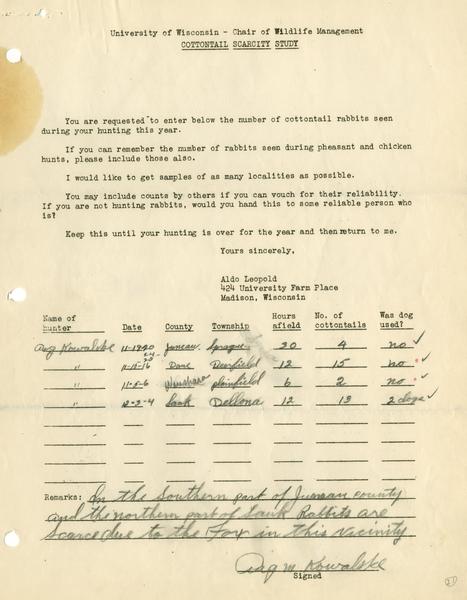 University of Wisconsin - Chair of Wildlife Management
COTTONTAIL SCARCITY STUDY
You are requested to enter below the number of cottontail rabbits seen
during your hunting this year.
If you can remember the number of rabbits seen during pheasant and chicken
hunts, please include those also.
I would like to get samples of as many localities as possible.
You may include counts by others if you can vouch for their reliability.
If you are not hunting rabbits, would you hand this to some reliable person who
is?
Keep this until your hunting is over for the year and then return to me.
Yours sincerely,
Aldo Leopold
424 University Farm Place
Madison, Wisconsin
Name of hunter Date County Township Hours afield No. of cottontails Was dog used?
Aug Kowalske Juneau Sprague 20 4 no ✓
" Dane Deerfield 12 15 no ✓
" 11-5-6 Waushara plainfield 6 2 no ✓
" 12-3-4 Sauk Dellona 12 13 2 dogs ✓
Remarks: In the Southern part of Juneau county
and the northern part of Sauk Rabbits are
scarce due to the Fox in this vicinity
Aug M Kowalske
Signed